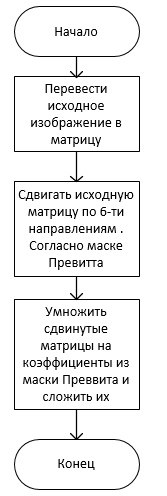 Начало
Перевести
исходное
изображение в
матрицу
Сдвигать исходную
матрицу по 6-ти
направлениям .
Согласно маске
Превитта
Умножить
сдвинутые
матрицы на
коэффициенты из
маски Преввита и
сложить их
Конец